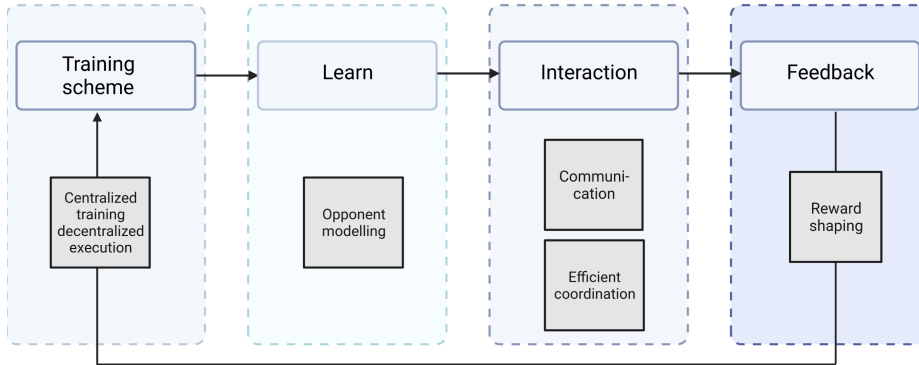 Training
scheme
Learn
Interaction
Feedback
Centralized
training
decentralized
execution
Opponent
modelling
Communi-
cation
Efficient
coordination
Reward
shaping